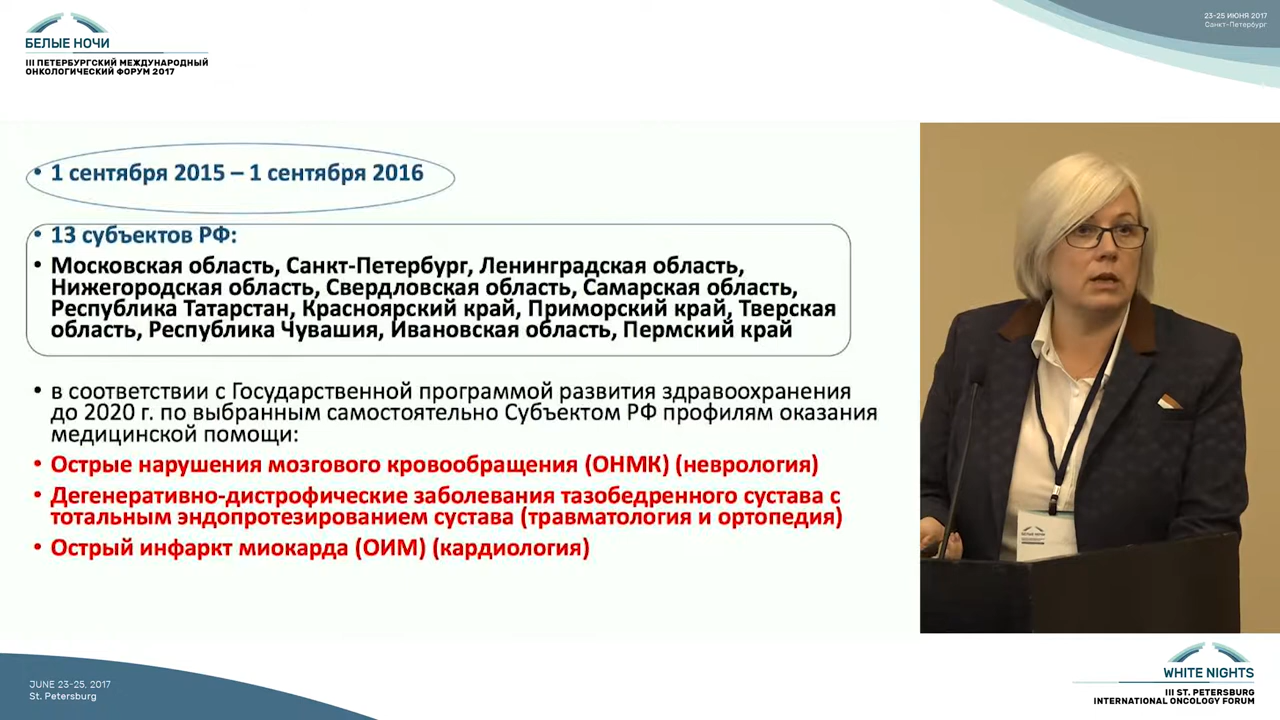 БЕЛЫЕ НОЧИ
III ПЕТЕРБУРГСКИЙ МЕЖДУНАРОДНЫЙ
ОНКОЛОГИЧЕСКИЙ ФОРУМ 2017
23-25 ИЮНЯ 2017
Санкт-Петербург
• 1 сентября 2015 – 1 сентября 2016
• 13 субъектов РФ:
• Московская область, Санкт-Петербург, Ленинградская область,
Нижегородская область, Свердловская область, Самарская область,
Республика Татарстан, Красноярский край, Приморский край, Тверская
область, Республика Чувашия, Ивановская область, Пермский край
• в соответствии с Государственной программой развития здравоохранения
до 2020 г. по выбранным самостоятельно Субъектом РФ профилям оказания
медицинской помощи:
• Острые нарушения мозгового кровообращения (ОНМК) (неврология)
• Дегенеративно-дистрофические заболевания тазобедренного сустава с
тотальным эндопротезированием сустава (травматология и ортопедия)
• Острый инфаркт миокарда (ОИМ) (кардиология)
БЕЛЫЕ НОЧИ
JUNE 23-25, 2017
St. Petersburg
WHITE NIGHTS
III ST. PETERSBURG
INTERNATIONAL ONCOLOGY FORUM